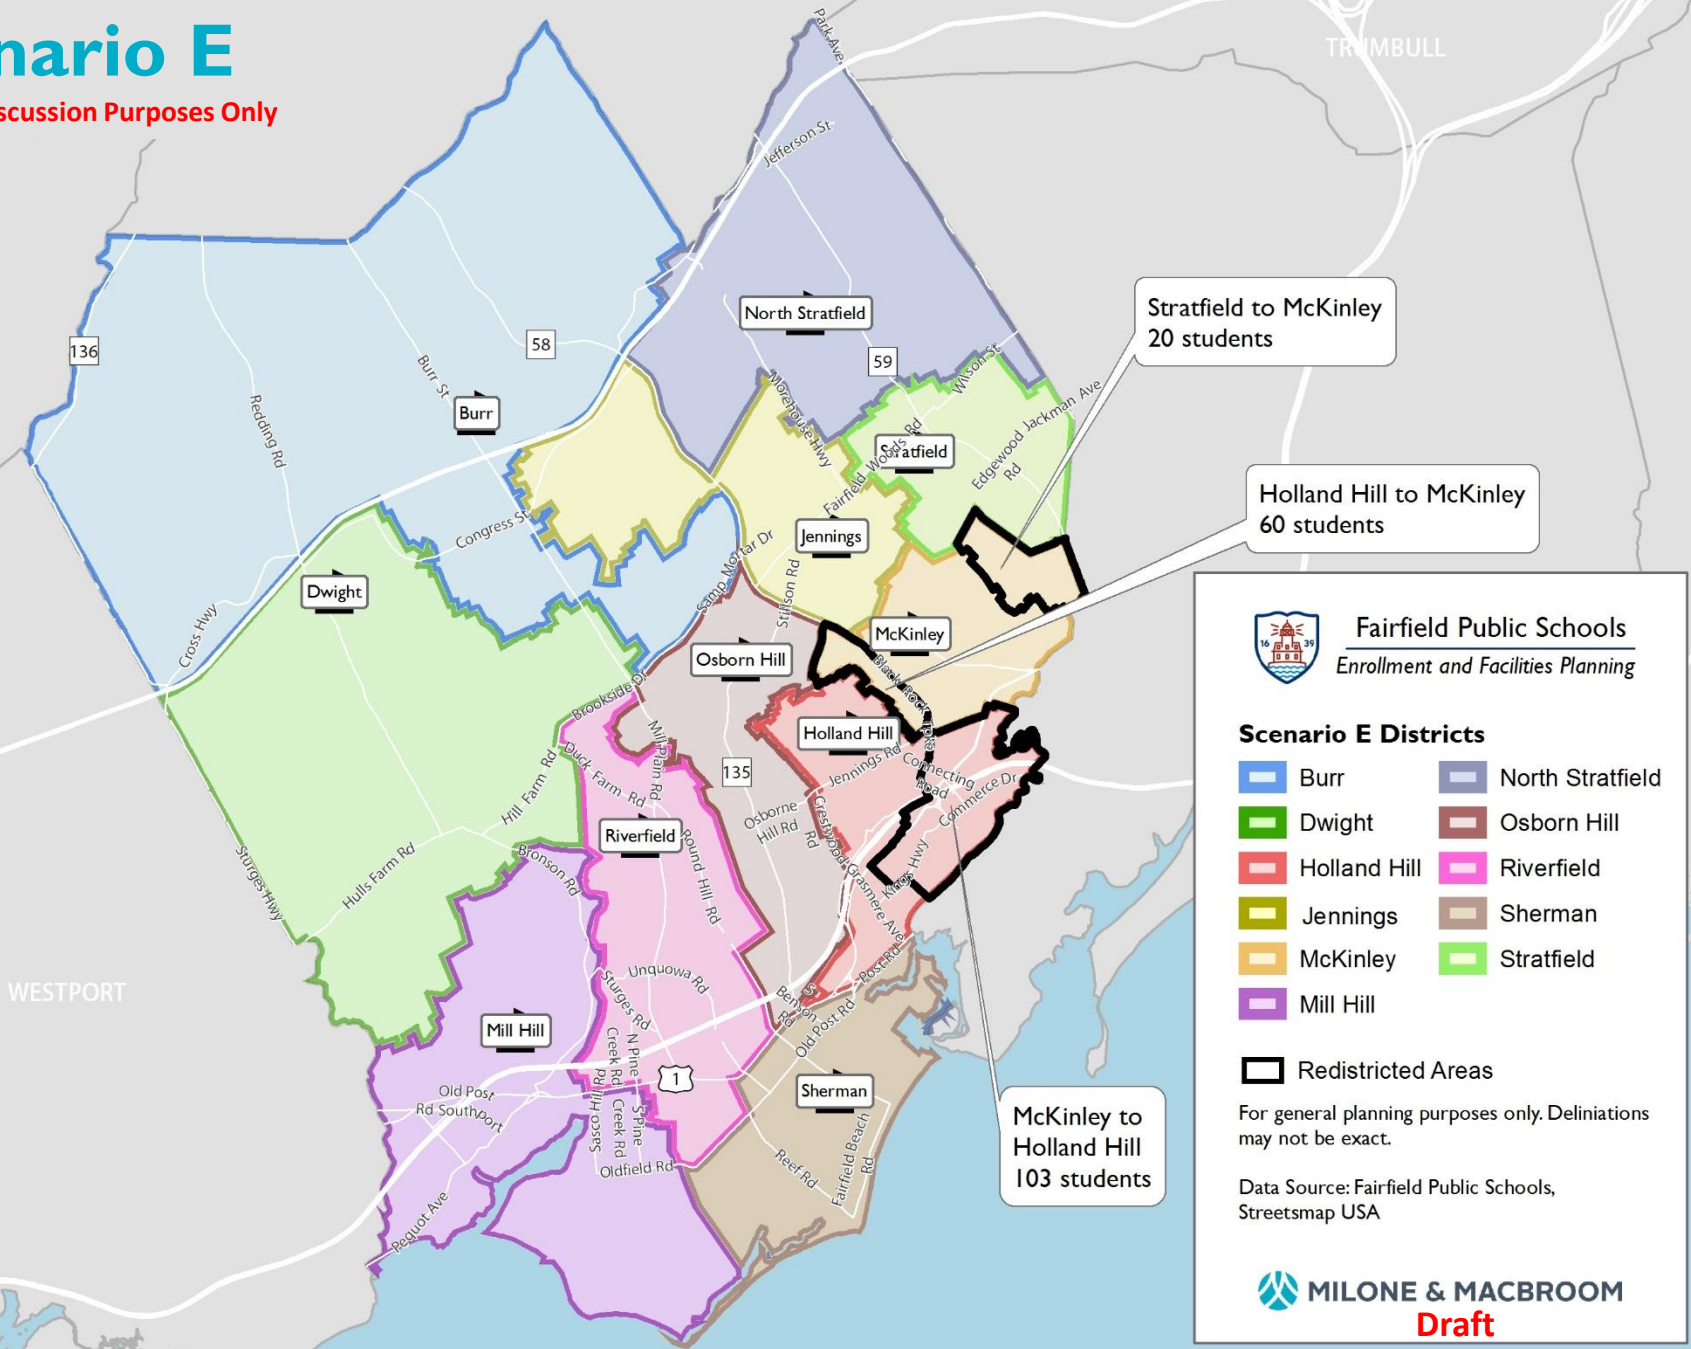 nario E
scussion Purposes Only
TRUMBULL
WESTPORT
Park Ave
Jefferson St
North Stratfield
59
58
136
Burr St
Burr
Redding Rd
Morehouse Hwy
Wilson St
Stratfield
Fairfield Woods Rd
Edgewood Rd
Jackman Ave
Stratfield to McKinley
20 students
Holland Hill to McKinley
60 students
Congress St
Jennings
Samp Mortar Dr
Stillson Rd
Dwight
Cross Hwy
McKinley
Osborn Hill
Black Rock Tpke
Brookside Dr
Holland Hill
Mill Plain Rd
Duck Farm Rd
135
Jennings Rd
Connecting Road
Commerce Dr
Hill Farm Rd
Osborne Hill Rd
Crestwood Rd
Riverfield
Round Hill Rd
Grasmere Ave
Kings Hwy
Bronson Rd
Hulls Farm Rd
Sturges Hwy
Unquowa Rd
Post Rd
Sturges Rd
Benson Rd
Old Post Rd
Mill Hill
N Pine Creek Rd
1
Sherman
Old Post
Rd Southport
Sasco Hill Rd
S Pine Creek Rd
Oldfield Rd
Reef Rd
Fairfield Beach Rd
Pequot Ave
McKinley to
Holland Hill
103 students
16 39
Fairfield Public Schools
Enrollment and Facilities Planning
Scenario E Districts
Burr
North Stratfield
Dwight
Osborn Hill
Holland Hill
Riverfield
Jennings
Sherman
McKinley
Stratfield
Mill Hill
Redistricted Areas
For general planning purposes only. Deliniations
may not be exact.
Data Source: Fairfield Public Schools,
Streetsmap USA
MILONE & MACBROOM
Draft